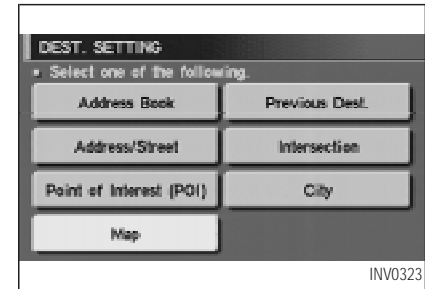 DEST. SETTING
▪ Select one of the following.
Address Book
Previous Dest.
Address/Street
Intersection
Point of Interest (POI)
City
Map
INV0323